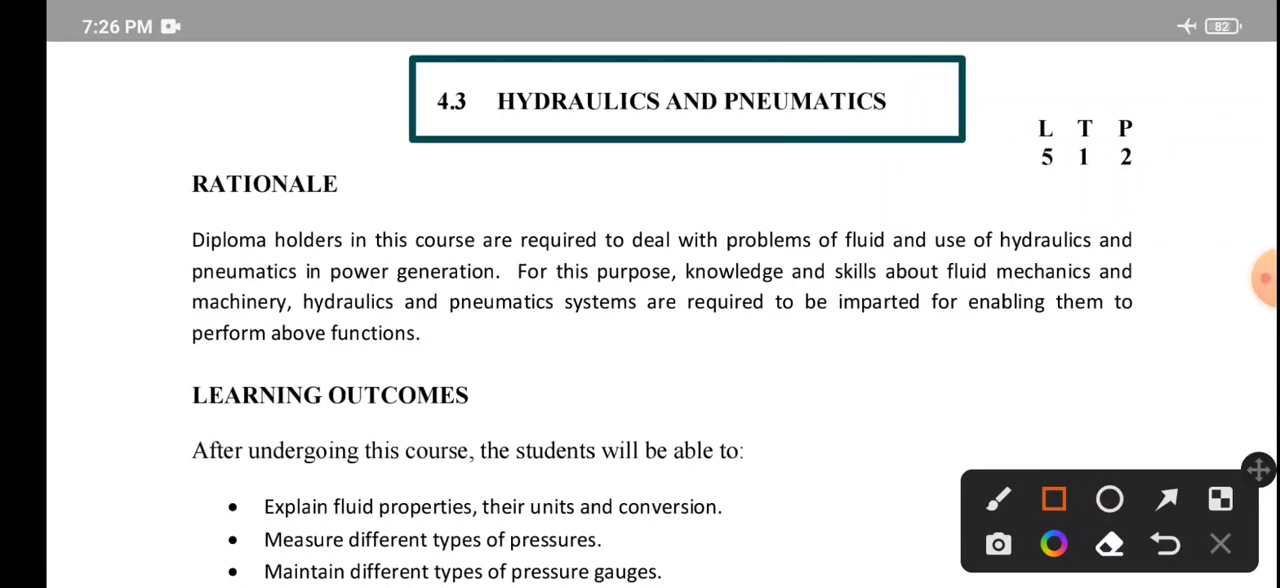 7:26 PM
82
4.3 HYDRAULICS AND PNEUMATICS
L T P
5 1 2
RATIONALE
Diploma holders in this course are required to deal with problems of fluid and use of hydraulics and
pneumatics in power generation. For this purpose, knowledge and skills about fluid mechanics and
machinery, hydraulics and pneumatics systems are required to be imparted for enabling them to
perform above functions.
LEARNING OUTCOMES
After undergoing this course, the students will be able to:
• Explain fluid properties, their units and conversion.
• Measure different types of pressures.
• Maintain different types of pressure gauges.